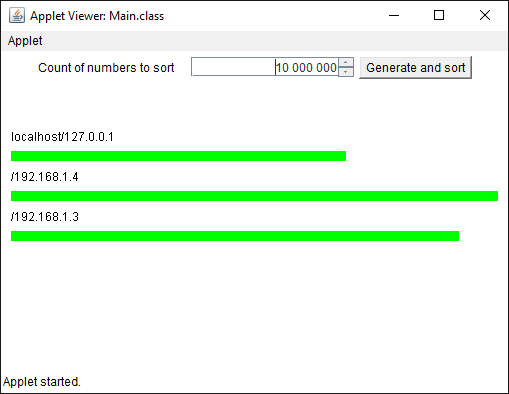 Applet Viewer: Main.class
Applet
Count of numbers to sort 10 000 000 Generate and sort
localhost/127.0.0.1
/192.168.1.4
/192.168.1.3
Applet started.